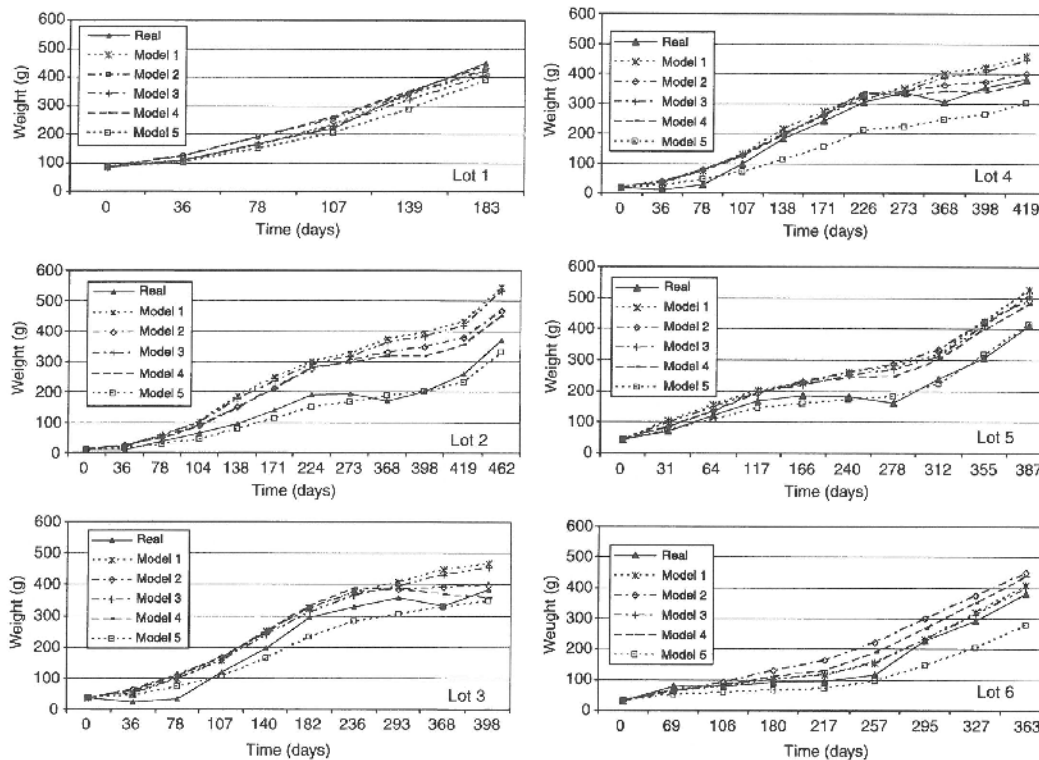 600
500
400
300
200
100
0
Weight (g)
Real
Model 1
Model 2
Model 3
Model 4
Model 5
Lot 1
0 36 78 107 139 183
Time (days)
600
500
400
300
200
100
0
Weight (g)
Real
Model 1
Model 2
Model 3
Model 4
Model 5
Lot 4
0 36 78 107 138 171 226 273 368 398 419
Time (days)
600
500
400
300
200
100
0
Weight (g)
Real
Model 1
Model 2
Model 3
Model 4
Model 5
Lot 2
0 36 78 104 138 171 224 273 368 398 419 462
Time (days)
600
500
400
300
200
100
0
Weight (g)
Real
Model 1
Model 2
Model 3
Model 4
Model 5
Lot 5
0 31 64 117 166 240 278 312 355 387
Time (days)
600
500
400
300
200
100
0
Weight (g)
Real
Model 1
Model 2
Model 3
Model 4
Model 5
Lot 3
0 36 78 107 140 182 236 293 368 398
Time (days)
600
500
400
300
200
100
0
Weught (g)
Real
Model 1
Model 2
Model 3
Model 4
Model 5
Lot 6
0 69 106 180 217 257 295 327 363
Time (days)